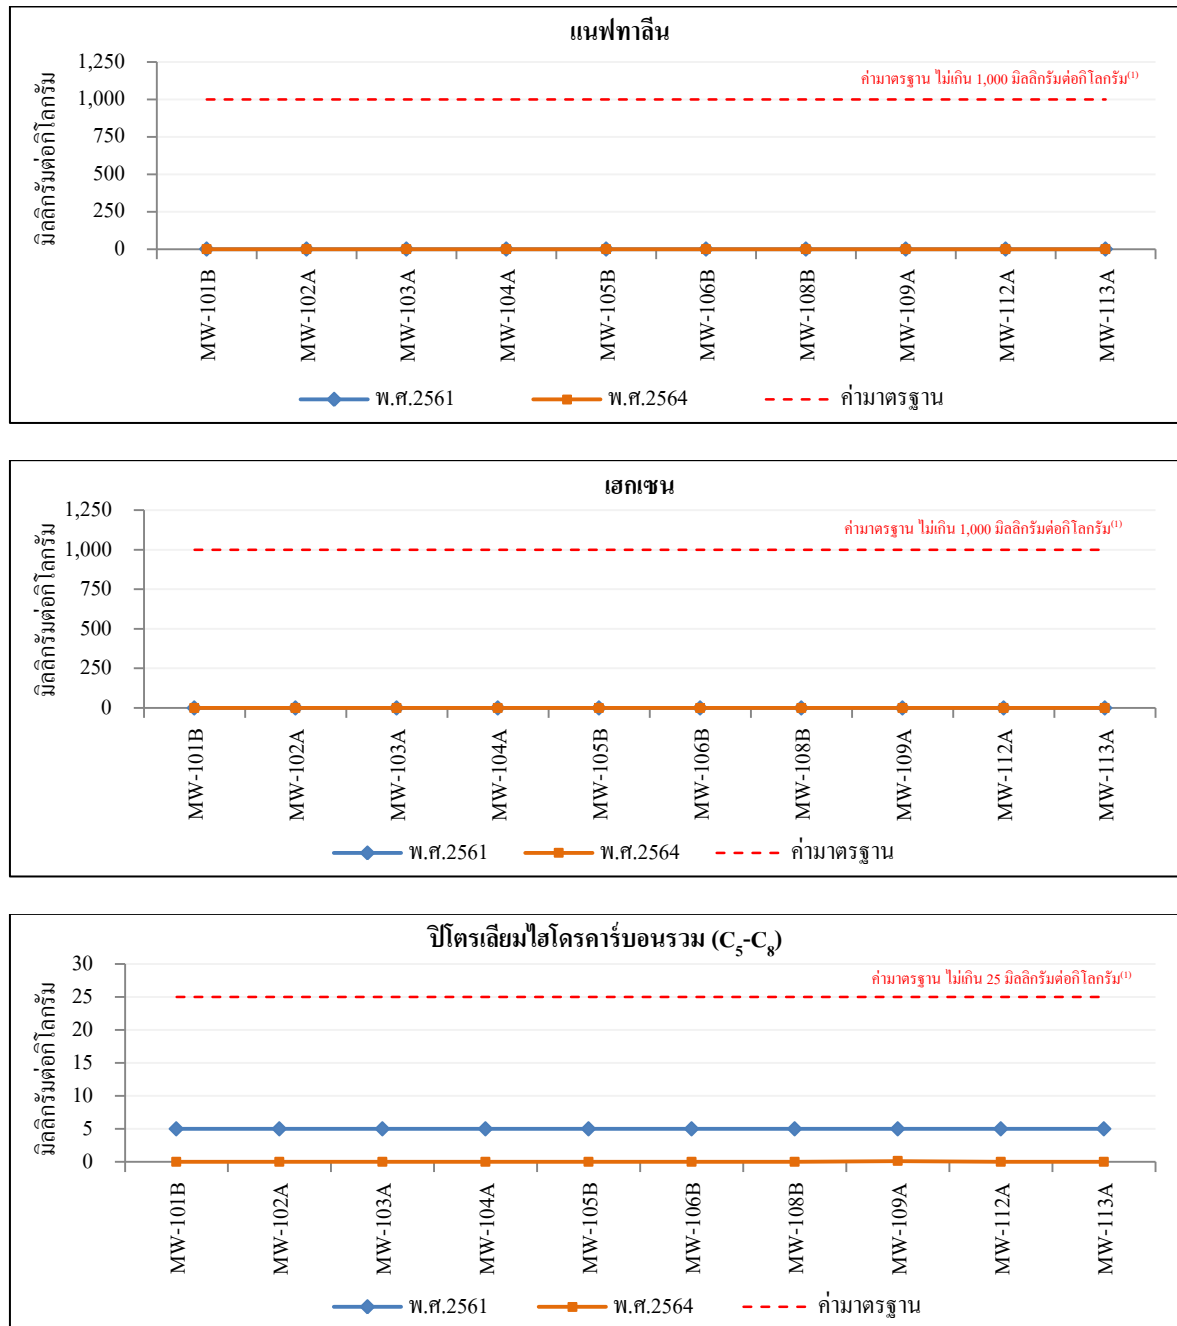 แนฟทาลีน
ค่ามาตรฐาน ไม่เกิน 1,000 มิลลิกรัมต่อกิโลกรัม(1)
มิลลิกรัมต่อกิโลกรัม
1,250
1,000
750
500
250
0
MW-101B
MW-102A
MW-103A
MW-104A
MW-105B
MW-106B
MW-108B
MW-109A
MW-112A
MW-113A
พ.ศ.2561 พ.ศ.2564 ค่ามาตรฐาน
เฮกเซน
ค่ามาตรฐาน ไม่เกิน 1,000 มิลลิกรัมต่อกิโลกรัม(1)
มิลลิกรัมต่อกิโลกรัม
1,250
1,000
750
500
250
0
MW-101B
MW-102A
MW-103A
MW-104A
MW-105B
MW-106B
MW-108B
MW-109A
MW-112A
MW-113A
พ.ศ.2561 พ.ศ.2564 ค่ามาตรฐาน
ปิโตรเลียมไฮโดรคาร์บอนรวม (C5-C8)
ค่ามาตรฐาน ไม่เกิน 25 มิลลิกรัมต่อกิโลกรัม(1)
มิลลิกรัมต่อกิโลกรัม
30
25
20
15
10
5
0
MW-101B
MW-102A
MW-103A
MW-104A
MW-105B
MW-106B
MW-108B
MW-109A
MW-112A
MW-113A
พ.ศ.2561 พ.ศ.2564 ค่ามาตรฐาน